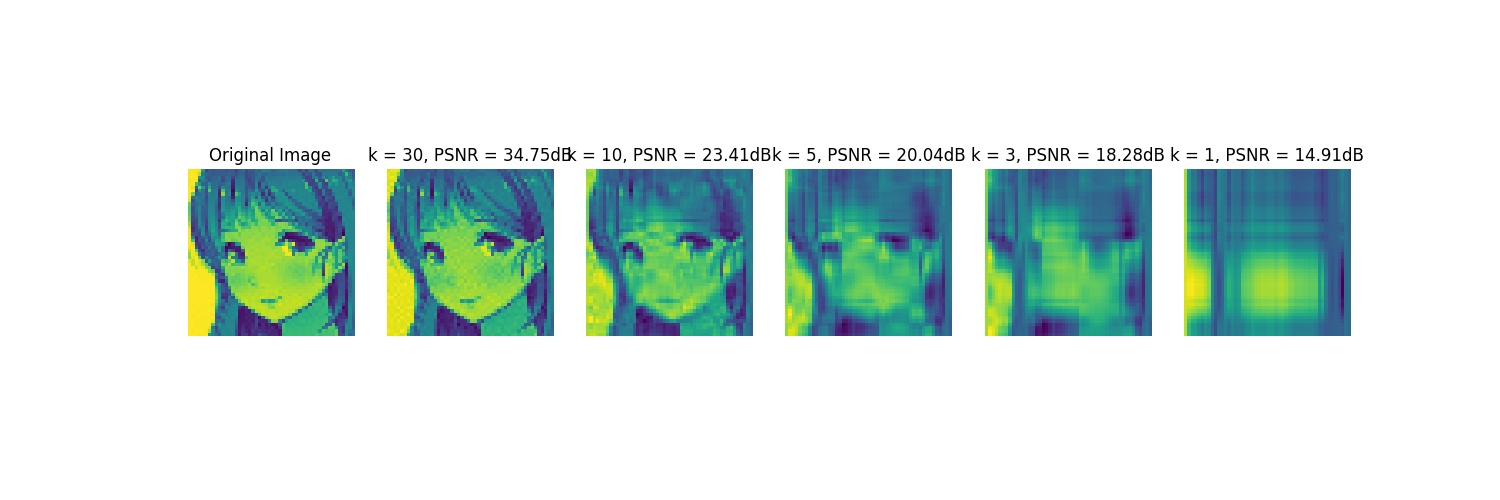 Original Image
k = 30, PSNR = 34.75dB
k = 10, PSNR = 23.41dB
k = 5, PSNR = 20.04dB
k = 3, PSNR = 18.28dB
k = 1, PSNR = 14.91dB